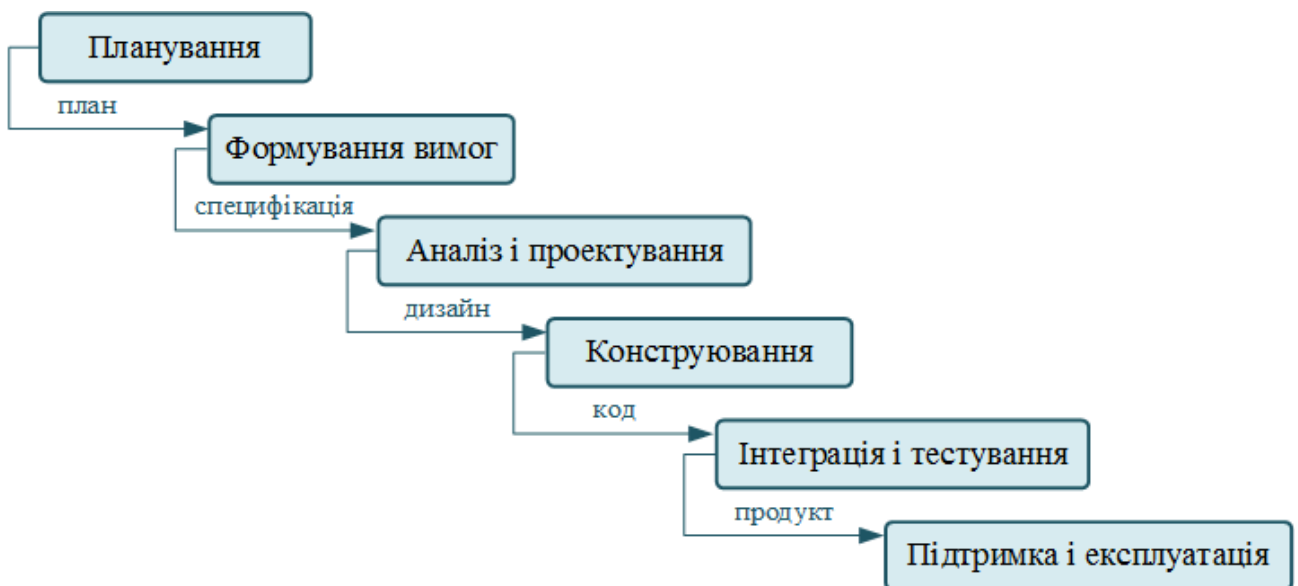 Планування
план
Формування вимог
специфікація
Аналіз і проектування
дизайн
Конструювання
код
Інтеграція і тестування
продукт
Підтримка і експлуатація